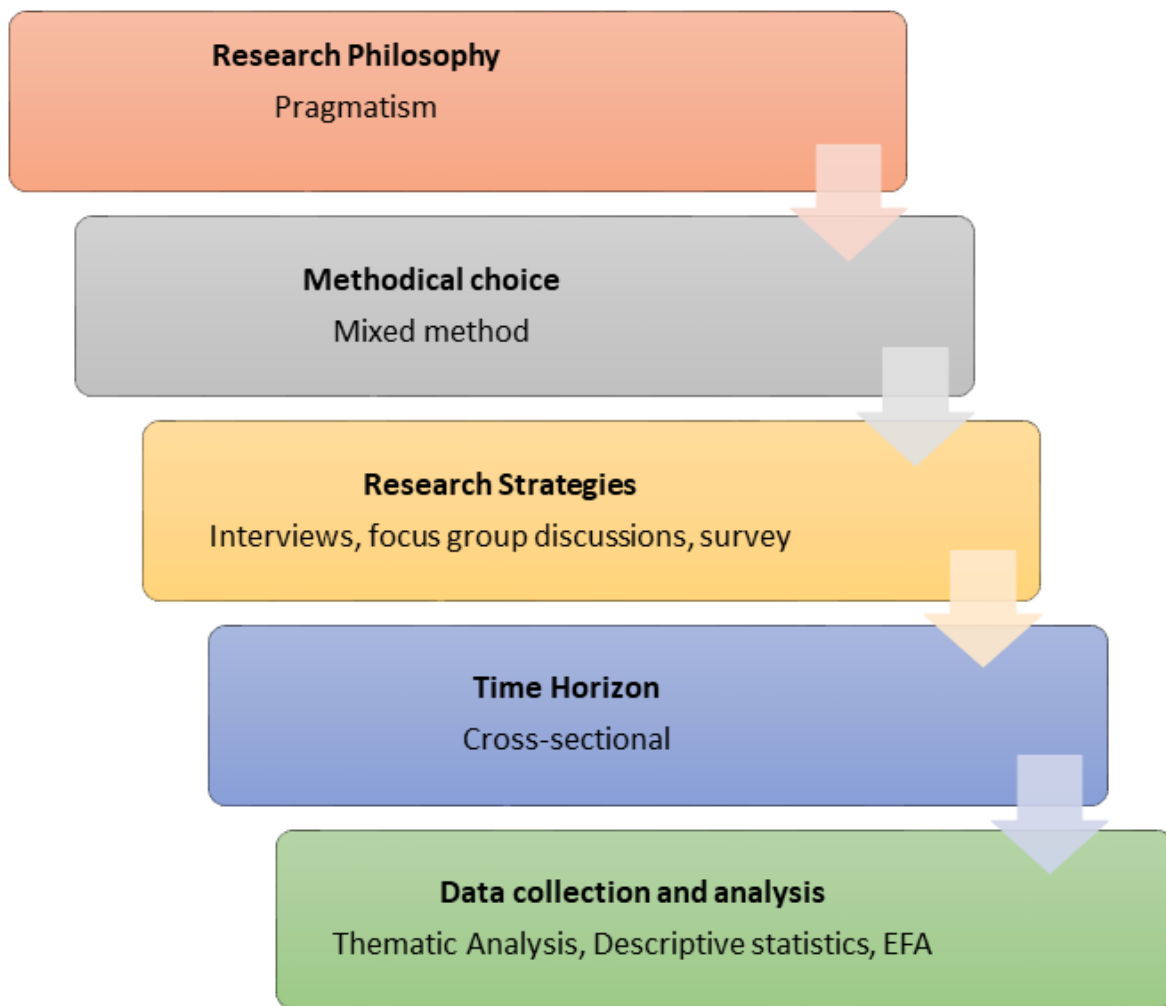 Research Philosophy
Pragmatism
Methodical choice
Mixed method
Research Strategies
Interviews, focus group discussions, survey
Time Horizon
Cross-sectional
Data collection and analysis
Thematic Analysis, Descriptive statistics, EFA